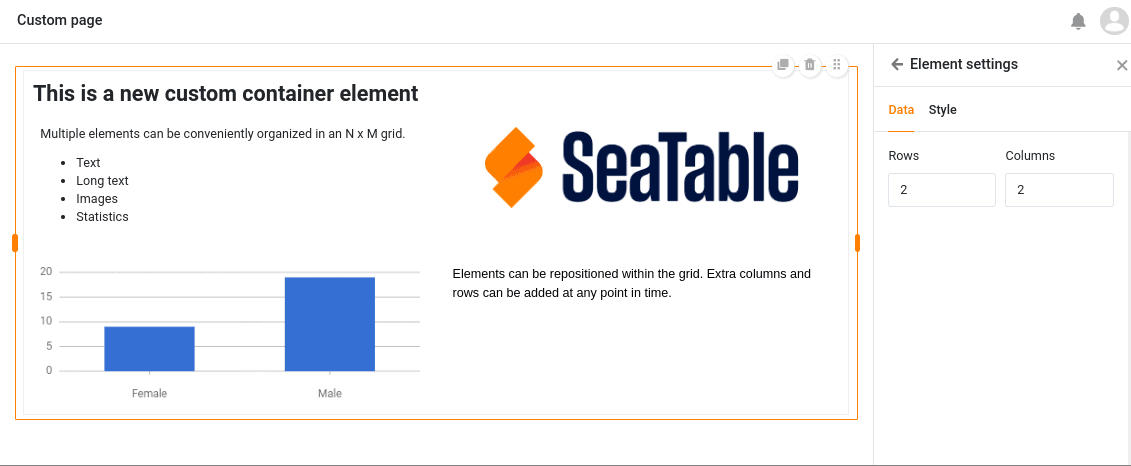 Custom page
Element settings
This is a new custom container element
Data Style
Multiple elements can be conveniently organized in an N x M grid.
Text
Long text
Images
Statistics
SeaTable
Rows Columns
2 2
20
15
10
5
0
Female Male
Elements can be repositioned within the grid. Extra columns and
rows can be added at any point in time.